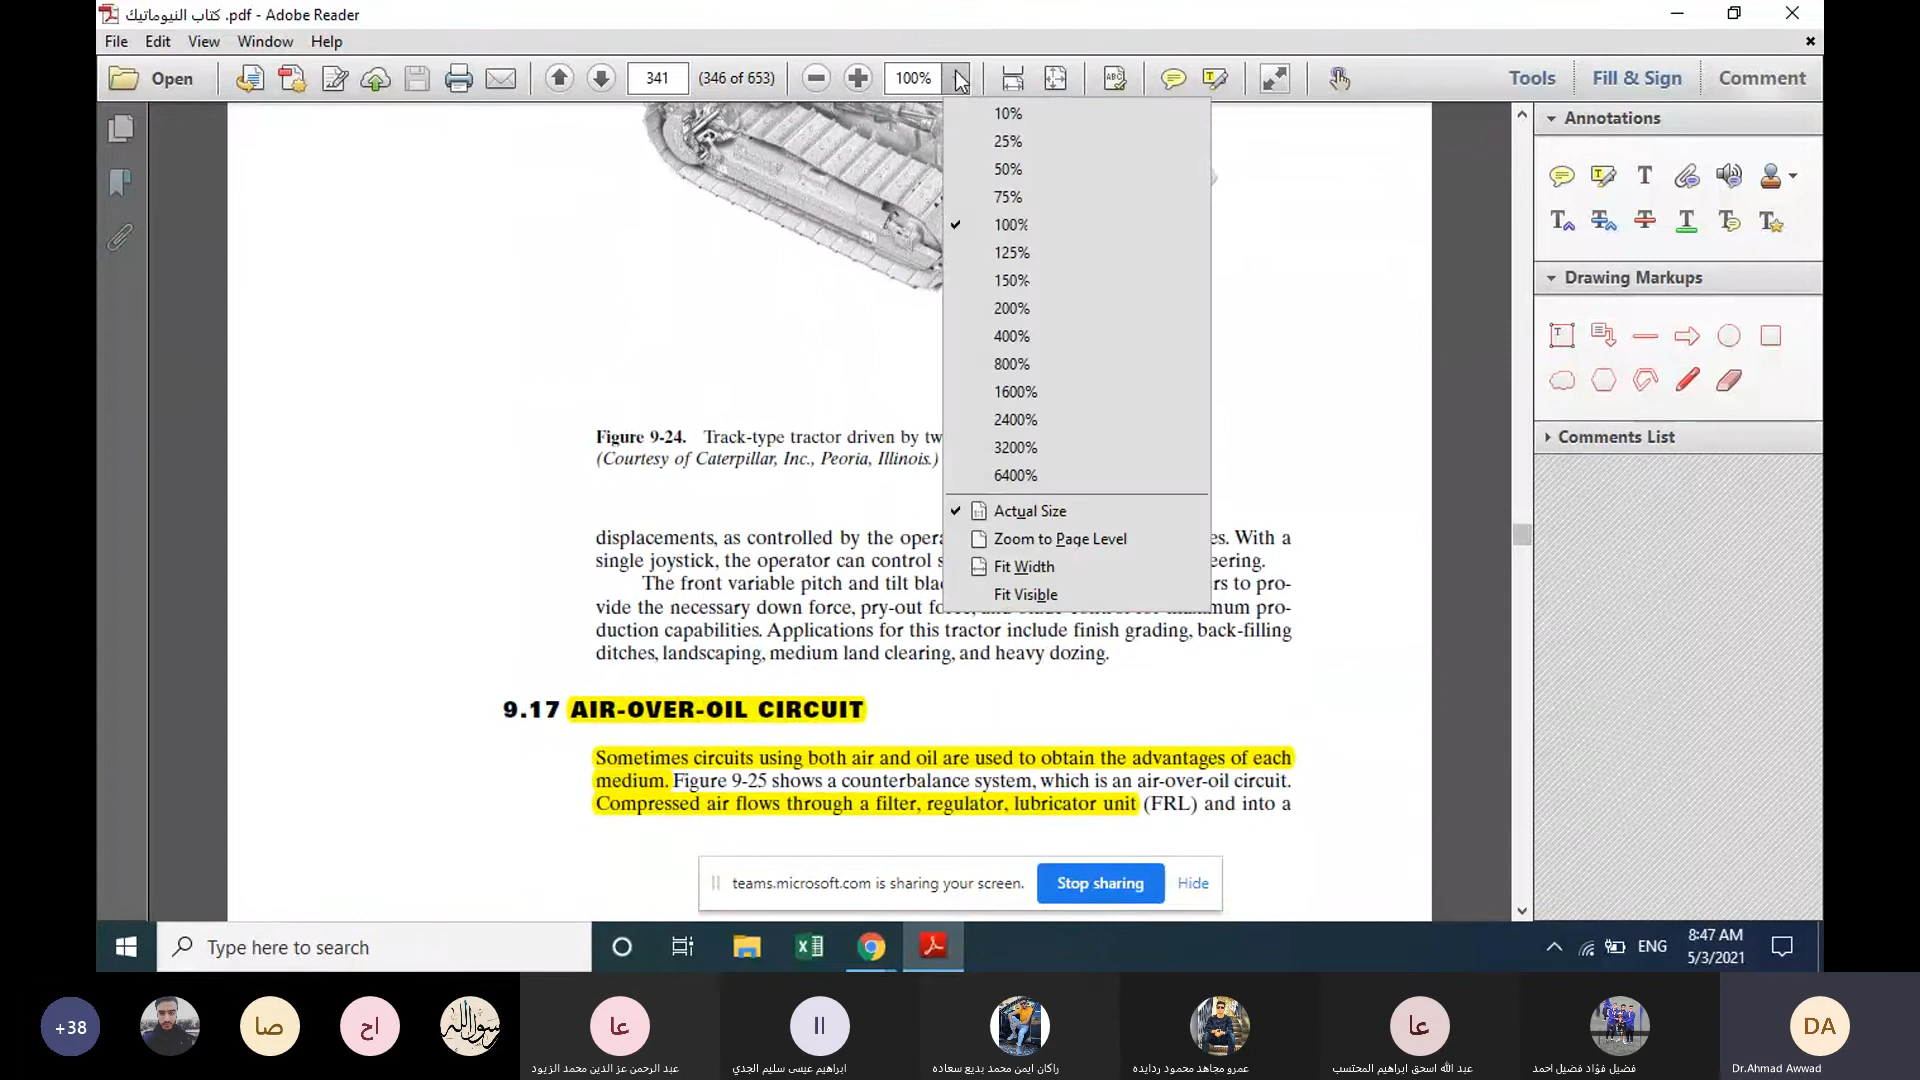 كتاب النيوماتيك .pdf - Adobe Reader
File Edit View Window Help
Open 341 (346 of 653) 100% Tools Fill & Sign Comment
10%
25%
50%
75%
100%
125%
150%
200%
400%
800%
1600%
2400%
3200%
6400%
Actual Size
Zoom to Page Level
Fit Width
Fit Visible
Annotations
Drawing Markups
Comments List
Figure 9-24. Track-type tractor driven by tw
(Courtesy of Caterpillar, Inc., Peoria, Illinois.)
displacements, as controlled by the opera es. With a
single joystick, the operator can control s eering.
The front variable pitch and tilt bla rs to pro-
vide the necessary down force, pry-out fo mum pro-
duction capabilities. Applications for this tractor include finish grading, back-filling
ditches, landscaping, medium land clearing, and heavy dozing.
9.17 AIR-OVER-OIL CIRCUIT
Sometimes circuits using both air and oil are used to obtain the advantages of each
medium. Figure 9-25 shows a counterbalance system, which is an air-over-oil circuit.
Compressed air flows through a filter, regulator, lubricator unit (FRL) and into a
teams.microsoft.com is sharing your screen. Stop sharing Hide
Type here to search
ENG
8:47 AM
5/3/2021
+38
صا
اح
عا
اا
عا
DA
عبد الرحمن عز الدين محمد الزيود
ابراهيم عيسى سليم الجدي
راكان ايمن محمد بديع سعاده
عمرو مجاهد محمود ردايده
عبد الله اسحق ابراهيم المحتسب
فضيل فؤاد فضيل احمد
Dr.Ahmad Awwad